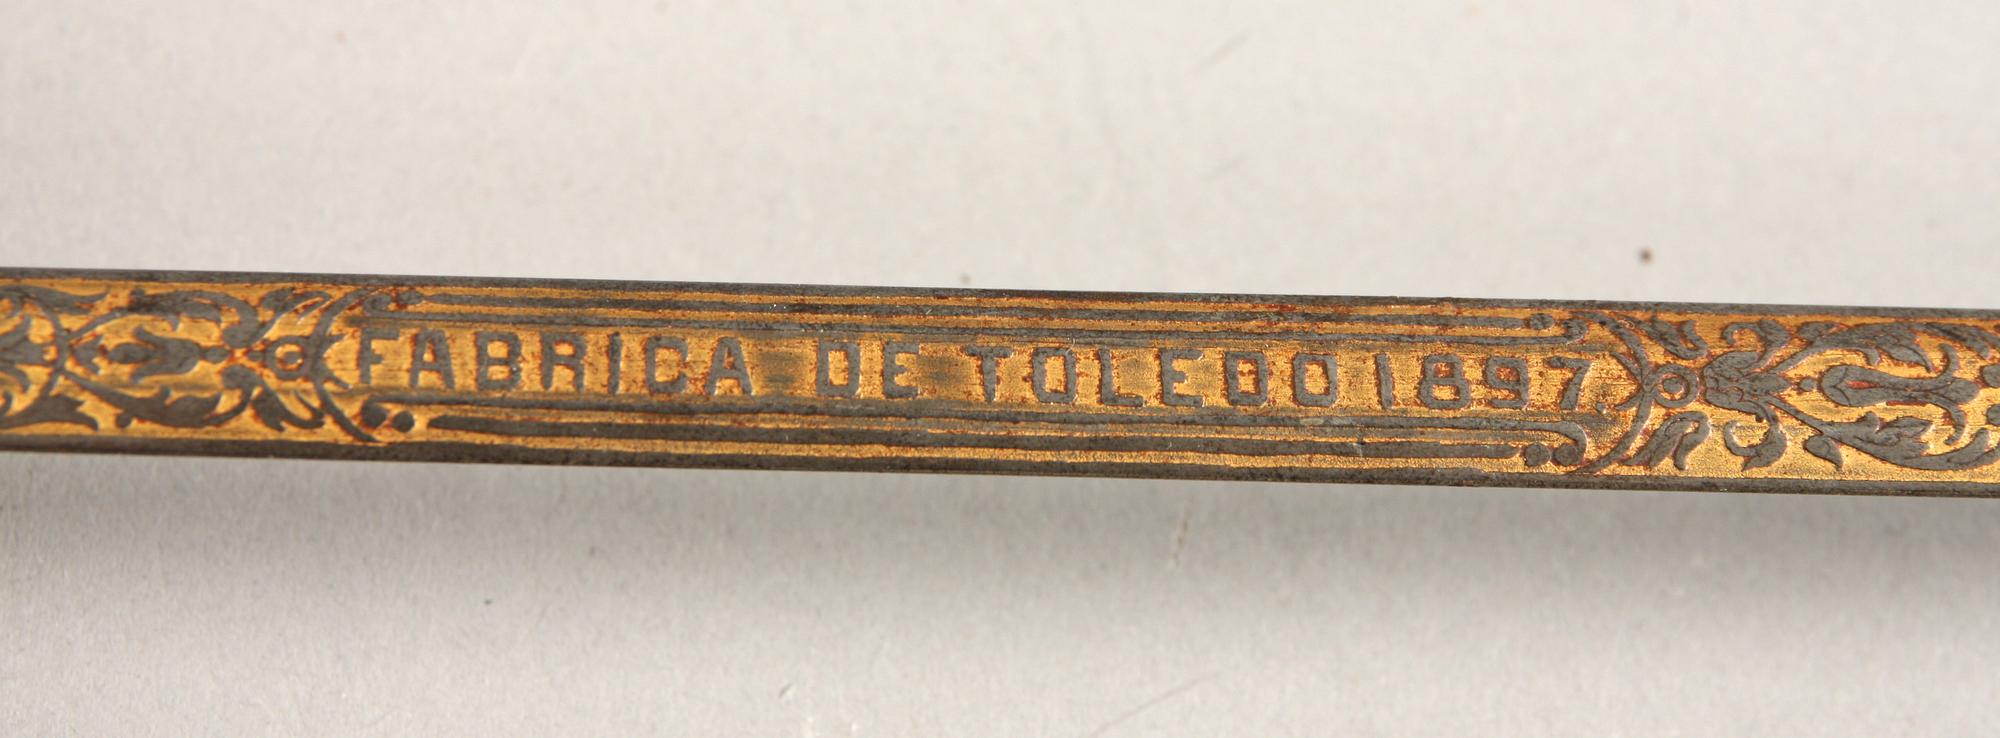 FABRICA DE TOLEDO 1897